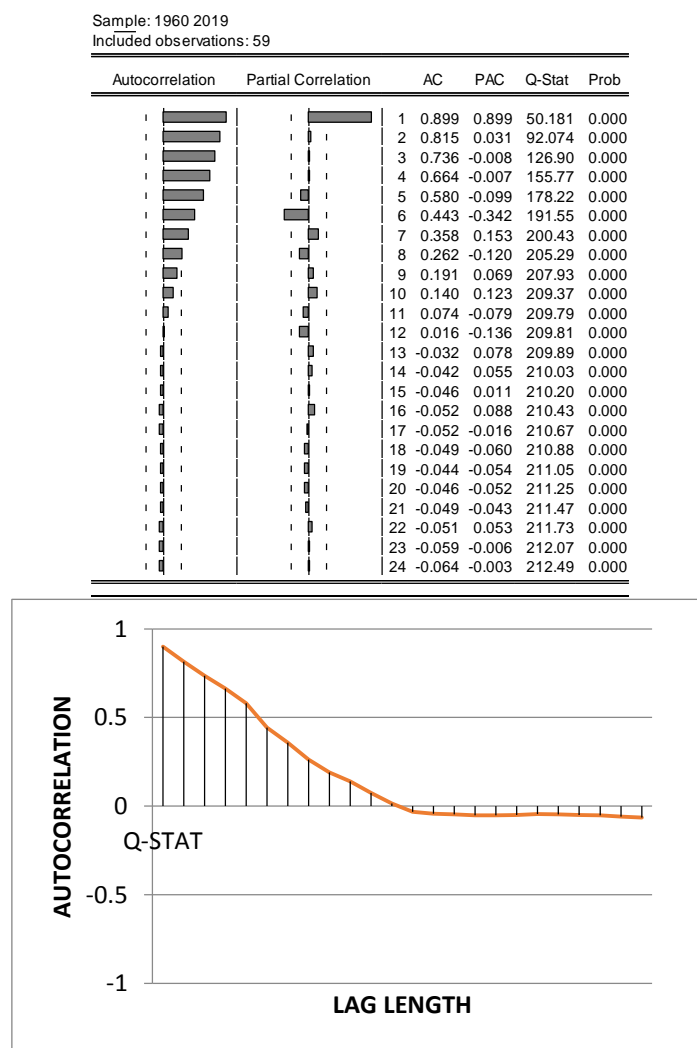 Sample: 1960 2019
Included observations: 59
Autocorrelation Partial Correlation AC PAC Q-Stat Prob
1 0.899 0.899 50.181 0.000
2 0.815 0.031 92.074 0.000
3 0.736 -0.008 126.90 0.000
4 0.664 -0.007 155.77 0.000
5 0.580 -0.099 178.22 0.000
6 0.443 -0.342 191.55 0.000
7 0.358 0.153 200.43 0.000
8 0.262 -0.120 205.29 0.000
9 0.191 0.069 207.93 0.000
10 0.140 0.123 209.37 0.000
11 0.074 -0.079 209.79 0.000
12 0.016 -0.136 209.81 0.000
13 -0.032 0.078 209.89 0.000
14 -0.042 0.055 210.03 0.000
15 -0.046 0.011 210.20 0.000
16 -0.052 0.088 210.43 0.000
17 -0.052 -0.016 210.67 0.000
18 -0.049 -0.060 210.88 0.000
19 -0.044 -0.054 211.05 0.000
20 -0.046 -0.052 211.25 0.000
21 -0.049 -0.043 211.47 0.000
22 -0.051 0.053 211.73 0.000
23 -0.059 -0.006 212.07 0.000
24 -0.064 -0.003 212.49 0.000
1
0.5
0
-0.5
-1
AUTOCORRELATION
Q-STAT
LAG LENGTH